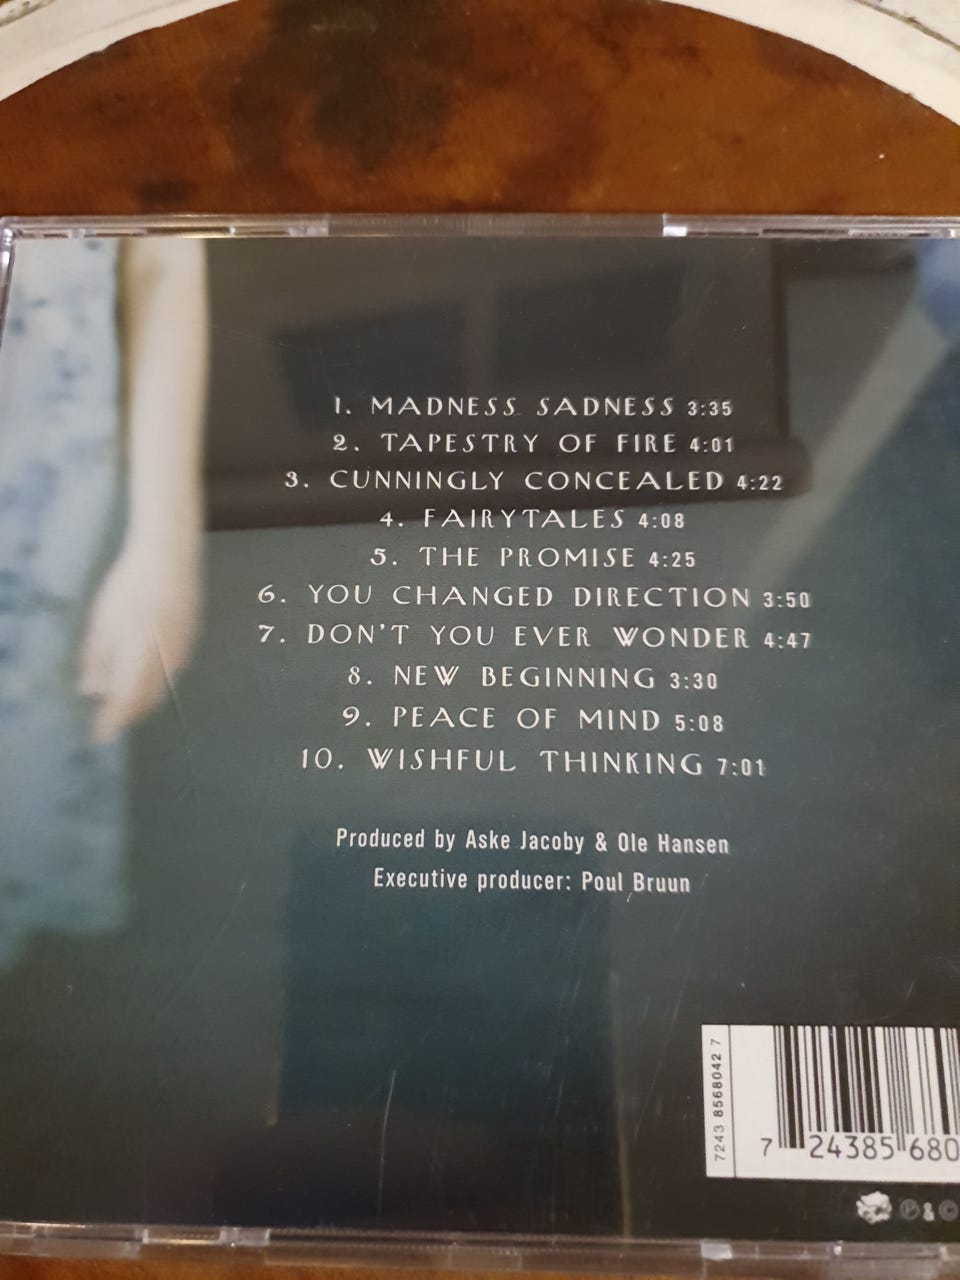 1. MADNESS SADNESS 3:35
2. TAPESTRY OF FIRE 4:01
3. CUNNINGLY CONCEALED 4:22
4. FAIRYTALES 4:08
5. THE PROMISE 4:25
6. YOU CHANGED DIRECTION 3:50
7. DON'T YOU EVER WONDER 4:47
8. NEW BEGINNING 3:30
9. PEACE OF MIND 5:08
10. WISHFUL THINKING 7:01
Produced by Aske Jacoby & Ole Hansen
Executive producer: Poul Bruun
7243 8568042 7
7 24385 680
℗ & ©